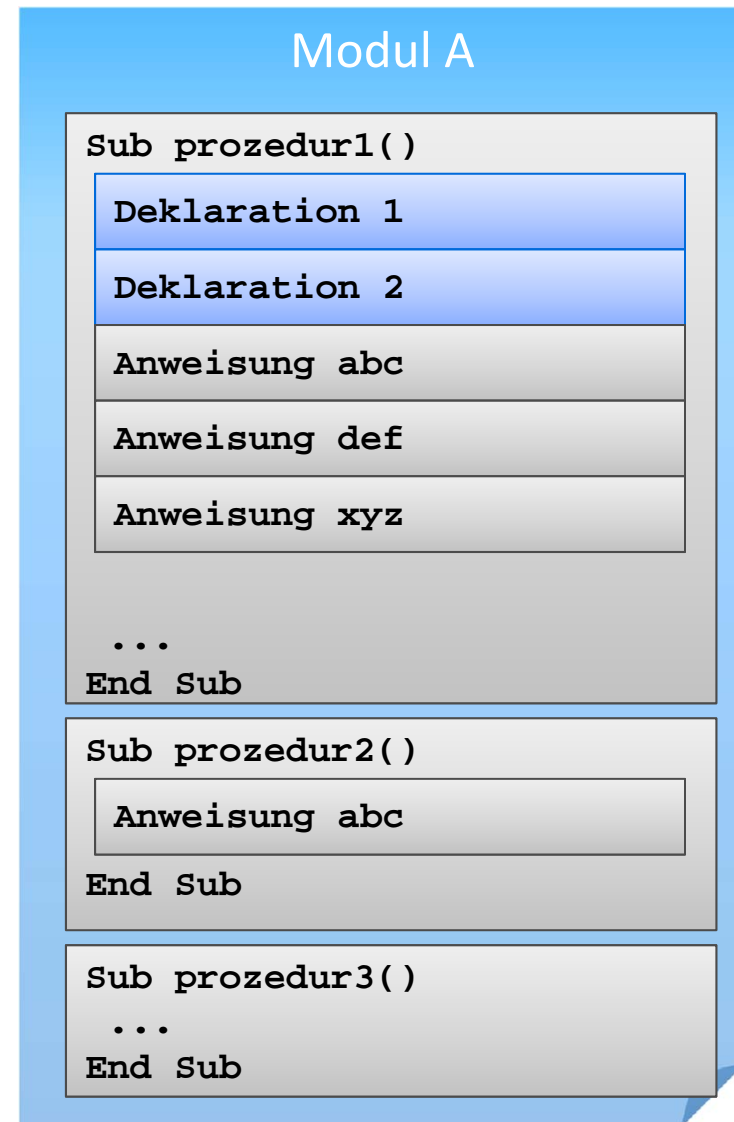 Modul A
Sub prozedur1()
Deklaration 1
Deklaration 2
Anweisung abc
Anweisung def
Anweisung xyz
...
End Sub
Sub prozedur2()
Anweisung abc
End Sub
Sub prozedur3()
...
End Sub